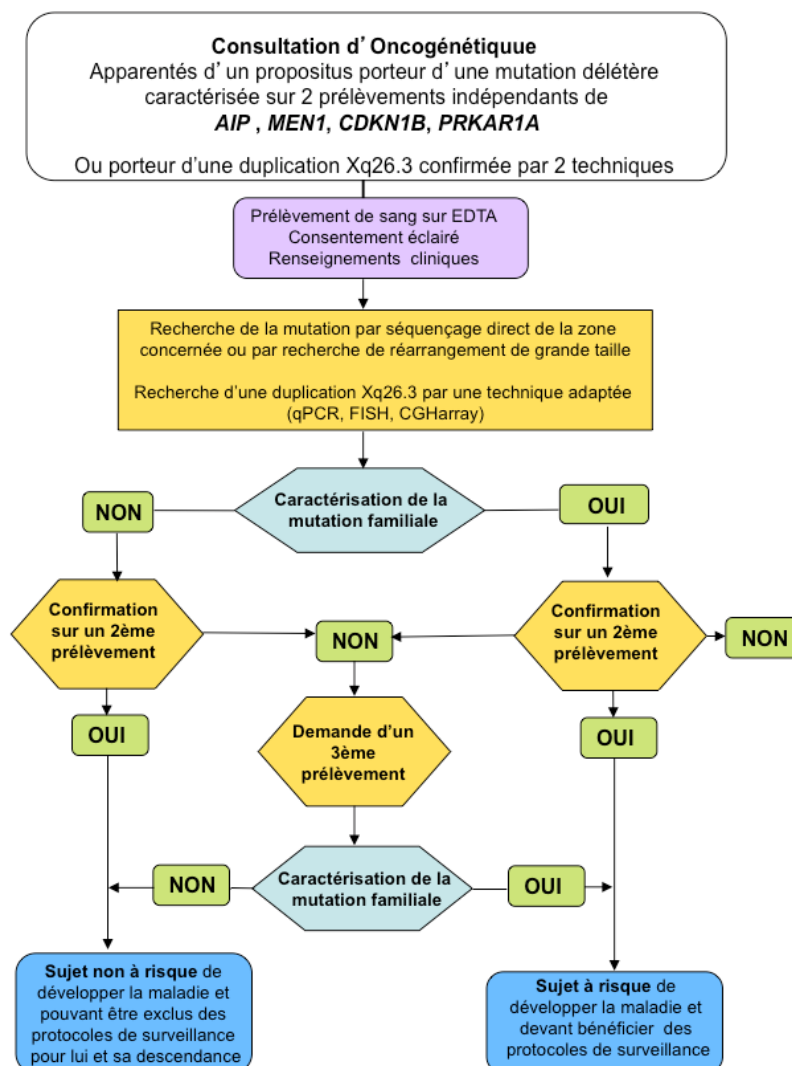 Consultation d’Oncogénétiquue
Apparentés d’un propositus porteur d’une mutation délétère
caractérisée sur 2 prélèvements indépendants de
AIP , MEN1, CDKN1B, PRKAR1A
Ou porteur d’une duplication Xq26.3 confirmée par 2 techniques
Prélèvement de sang sur EDTA
Consentement éclairé
Renseignements cliniques
Recherche de la mutation par séquençage direct de la zone
concernée ou par recherche de réarrangement de grande taille
Recherche d’une duplication Xq26.3 par une technique adaptée
(qPCR, FISH, CGHarray)
Caractérisation de la
mutation familiale
NON
OUI
Confirmation
sur un 2ème
prélèvement
NON
Confirmation
sur un 2ème
prélèvement
NON
OUI
Demande d’un
3ème
prélèvement
OUI
NON
Caractérisation de la
mutation familiale
OUI
Sujet non à risque de
développer la maladie et
pouvant être exclus des
protocoles de surveillance
pour lui et sa descendance
Sujet à risque de
développer la maladie et
devant bénéficier des
protocoles de surveillance